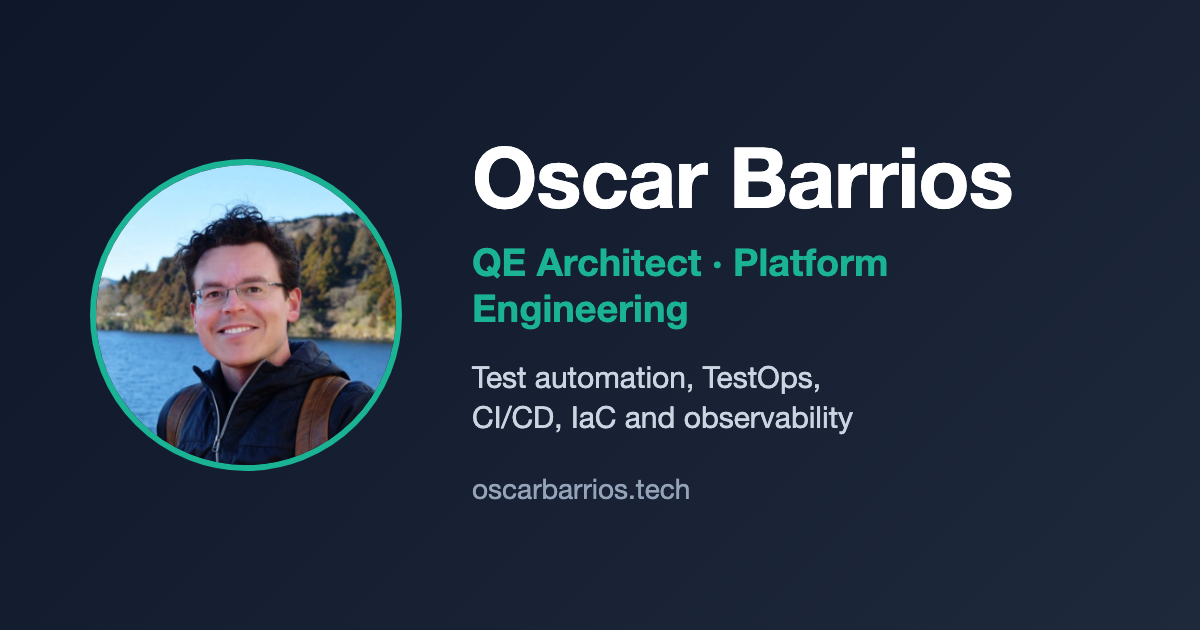 Oscar Barrios
QE Architect · Platform
Engineering
Test automation, TestOps,
CI/CD, IaC and observability
oscarbarrios.tech